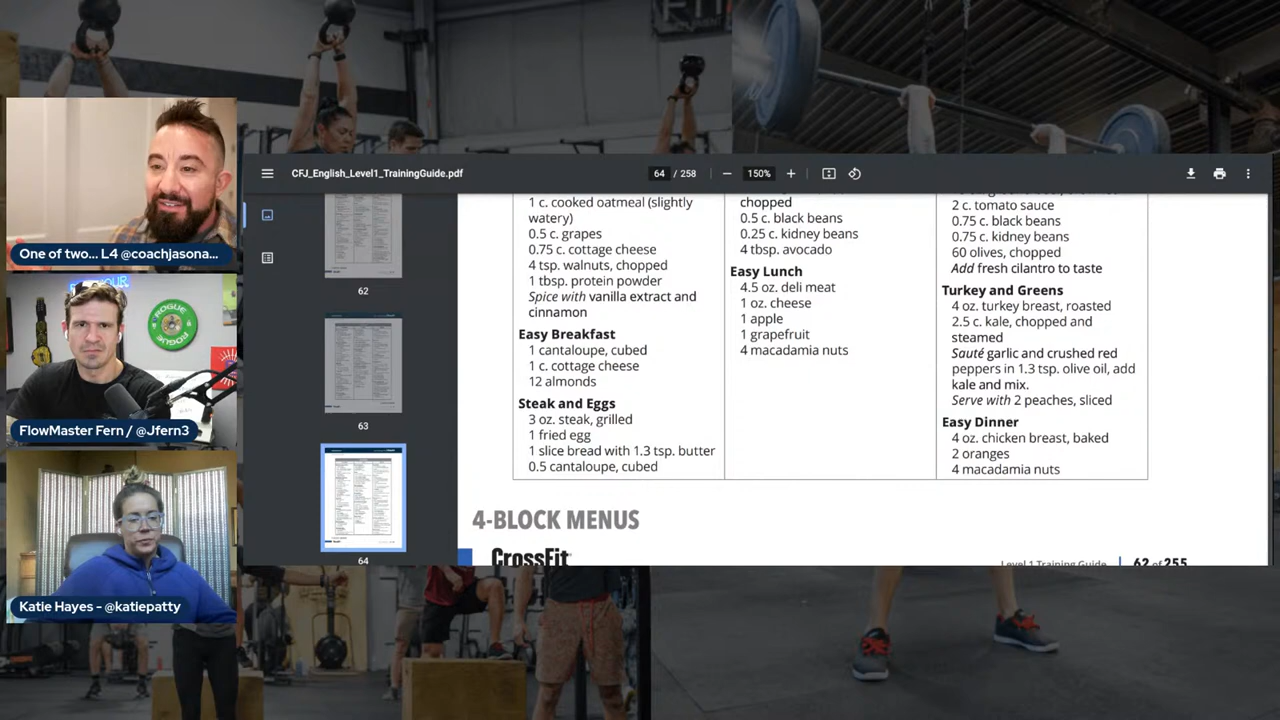 CFJ_English_Level1_TrainingGuide.pdf
64 / 258
150%
62
63
64
1 c. cooked oatmeal (slightly
watery)
0.5 c. grapes
0.75 c. cottage cheese
4 tsp. walnuts, chopped
1 tbsp. protein powder
Spice with vanilla extract and
cinnamon
Easy Breakfast
1 cantaloupe, cubed
1 c. cottage cheese
12 almonds
Steak and Eggs
3 oz. steak, grilled
1 fried egg
1 slice bread with 1.3 tsp. butter
0.5 cantaloupe, cubed
chopped
0.5 c. black beans
0.25 c. kidney beans
4 tbsp. avocado
Easy Lunch
4.5 oz. deli meat
1 oz. cheese
1 apple
1 grapefruit
4 macadamia nuts
2 c. tomato sauce
0.75 c. black beans
0.75 c. kidney beans
60 olives, chopped
Add fresh cilantro to taste
Turkey and Greens
4 oz. turkey breast, roasted
2.5 c. kale, chopped and
steamed
Sauté garlic and crushed red
peppers in 1.3 tsp. olive oil, add
kale and mix.
Serve with 2 peaches, sliced
Easy Dinner
4 oz. chicken breast, baked
2 oranges
4 macadamia nuts
4-BLOCK MENUS
CrossFit
Level 1 Training Guide
62 of 255
One of two... L4 @coachjasona...
ROGUE
FlowMaster Fern / @Jfern3
Katie Hayes - @katiepatty